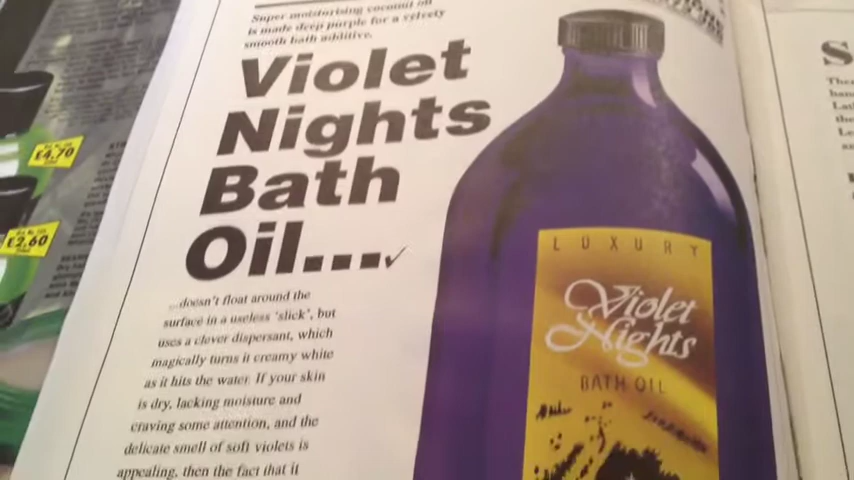 Super moisturising coconut oil
is made deep purple for a velvety
smooth bath additive.
Violet
Nights
Bath
Oil...✓
...doesn't float around the
surface in a useless 'slick', but
uses a clever dispersant, which
magically turns it creamy white
as it hits the water. If your skin
is dry, lacking moisture and
craving some attention, and the
delicate smell of soft violets is
appealing, then the fact that it
LUXURY
Violet
Nights
BATH OIL
£4.70
£2.60